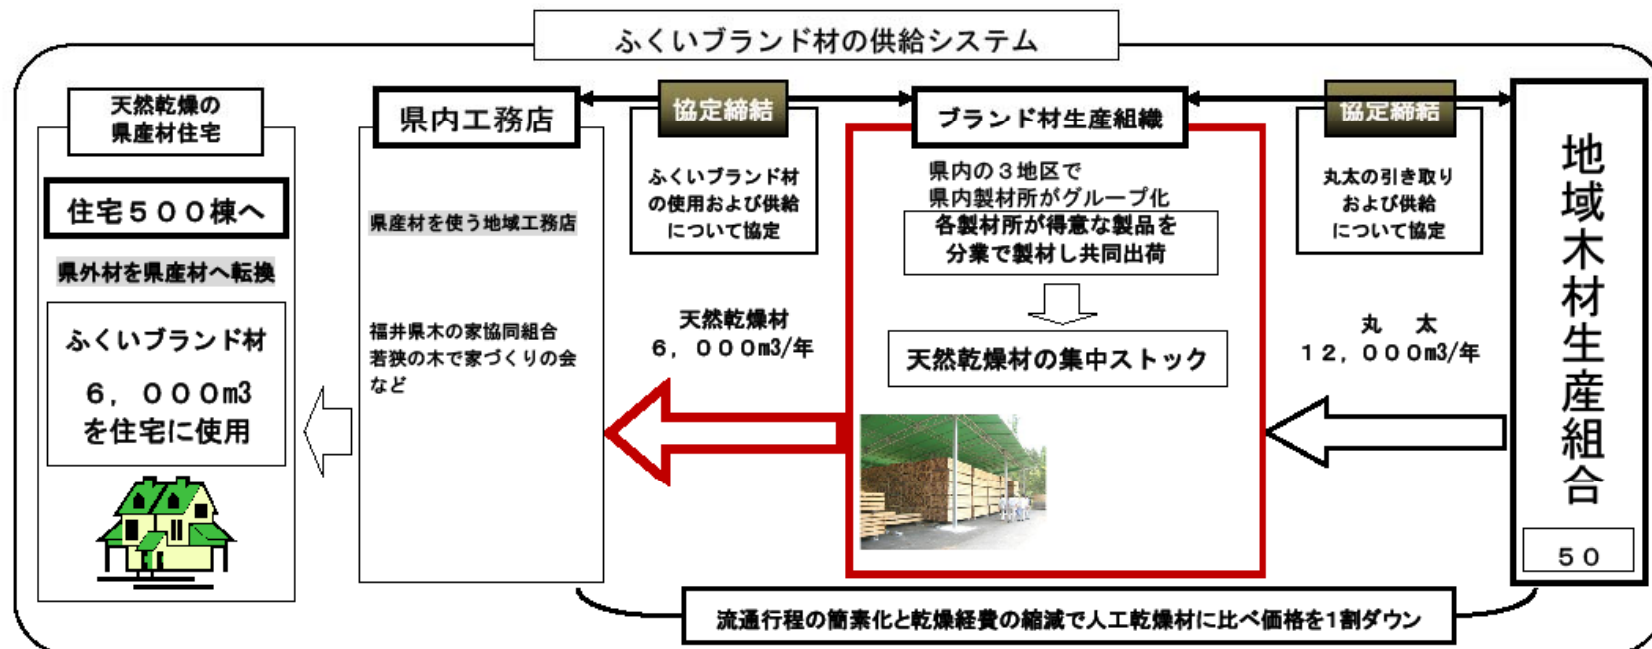 ふくいブランド材の供給システム
天然乾燥の
県産材住宅
住宅５００棟へ
県外材を県産材へ転換
ふくいブランド材
６，０００m3
を住宅に使用
県内工務店
県産材を使う地域工務店
福井県木の家協同組合
若狭の木で家づくりの会
など
協定締結
ふくいブランド材
の使用および供給
について協定
天然乾燥材
６，０００m3/年
ブランド材生産組織
県内の３地区で
県内製材所がグループ化
各製材所が得意な製品を
分業で製材し共同出荷
天然乾燥材の集中ストック
協定締結
丸太の引き取り
および供給
について協定
丸　太
１２，０００m3/年
地域木材生産組合
５０
流通行程の簡素化と乾燥経費の縮減で人工乾燥材に比べ価格を1割ダウン